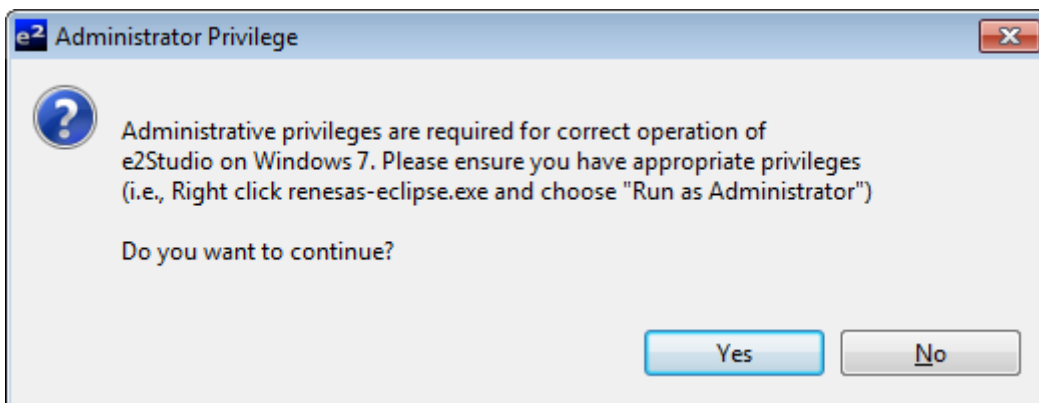 e² Administrator Privilege
?
Administrative privileges are required for correct operation of
e2Studio on Windows 7. Please ensure you have appropriate privileges
(i.e., Right click renesas-eclipse.exe and choose "Run as Administrator")
Do you want to continue?
Yes No